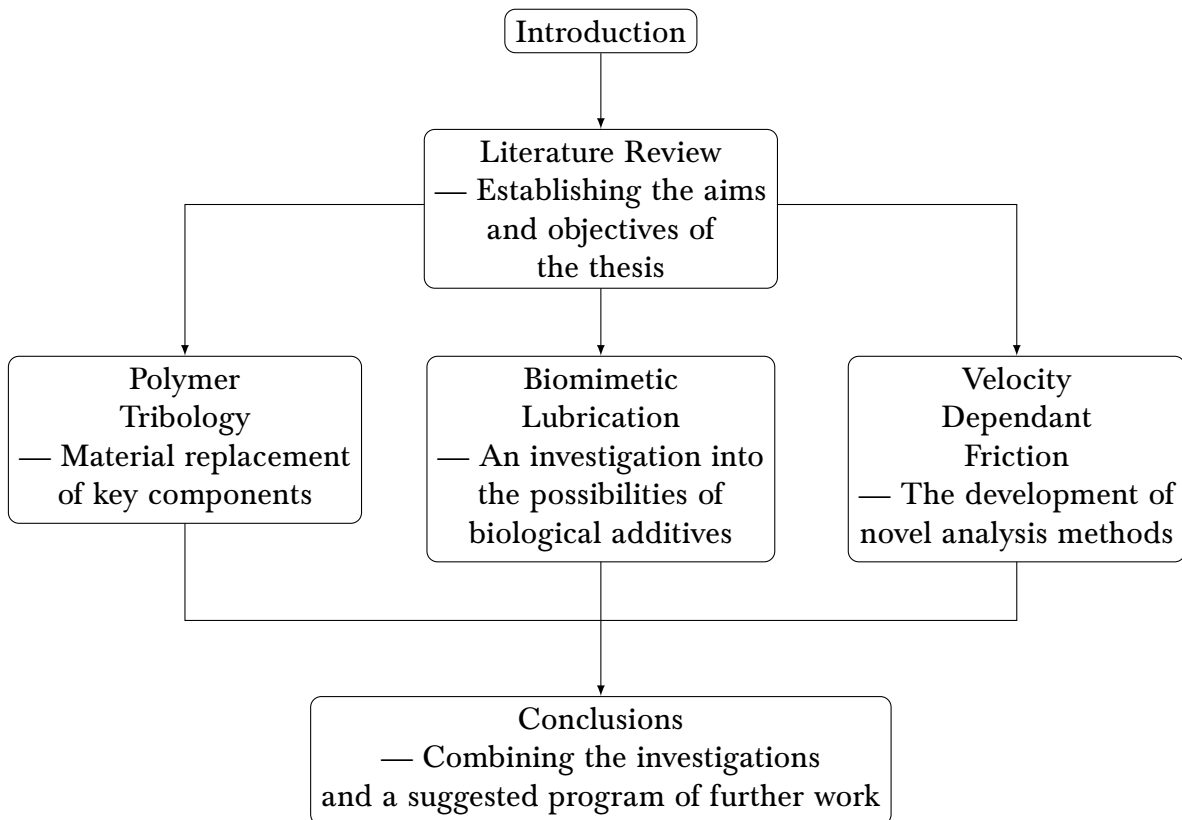 Introduction
Literature Review
— Establishing the aims
and objectives of
the thesis
Polymer
Tribology
— Material replacement
of key components
Biomimetic
Lubrication
— An investigation into
the possibilities of
biological additives
Velocity
Dependant
Friction
— The development of
novel analysis methods
Conclusions
— Combining the investigations
and a suggested program of further work